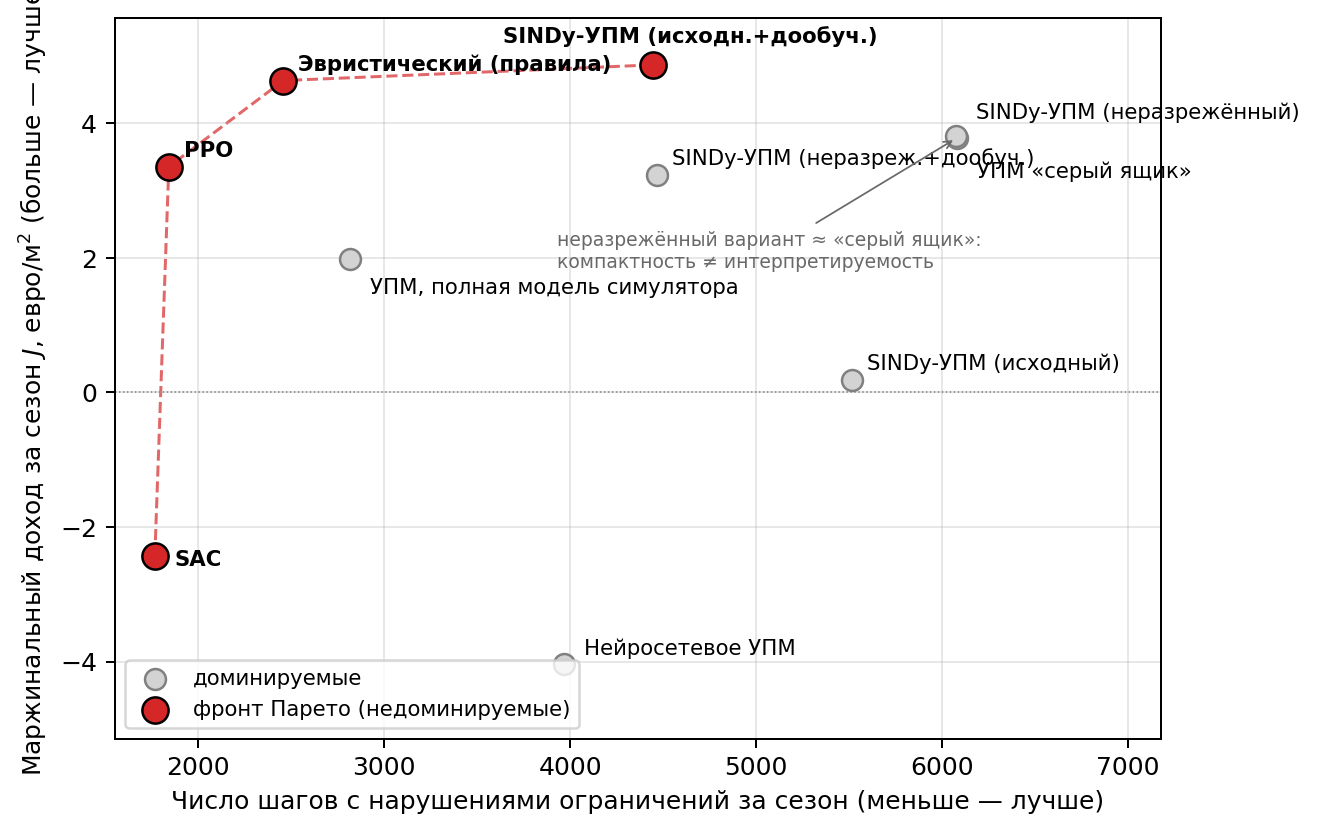 SINDy-УПМ (исходн.+дообуч.)
Эвристический (правила)
PPO
SINDy-УПМ (неразрежённый)
SINDy-УПМ (неразреж.+дообуч.)
УПМ «серый ящик»
неразрежённый вариант ≈ «серый ящик»:
компактность ≠ интерпретируемость
УПМ, полная модель симулятора
SINDy-УПМ (исходный)
SAC
Нейросетевое УПМ
доминируемые
фронт Парето (недоминируемые)
4
2
0
−2
−4
2000 3000 4000 5000 6000 7000
Число шагов с нарушениями ограничений за сезон (меньше — лучше)
Маржинальный доход за сезон J, евро/м² (больше — лучше